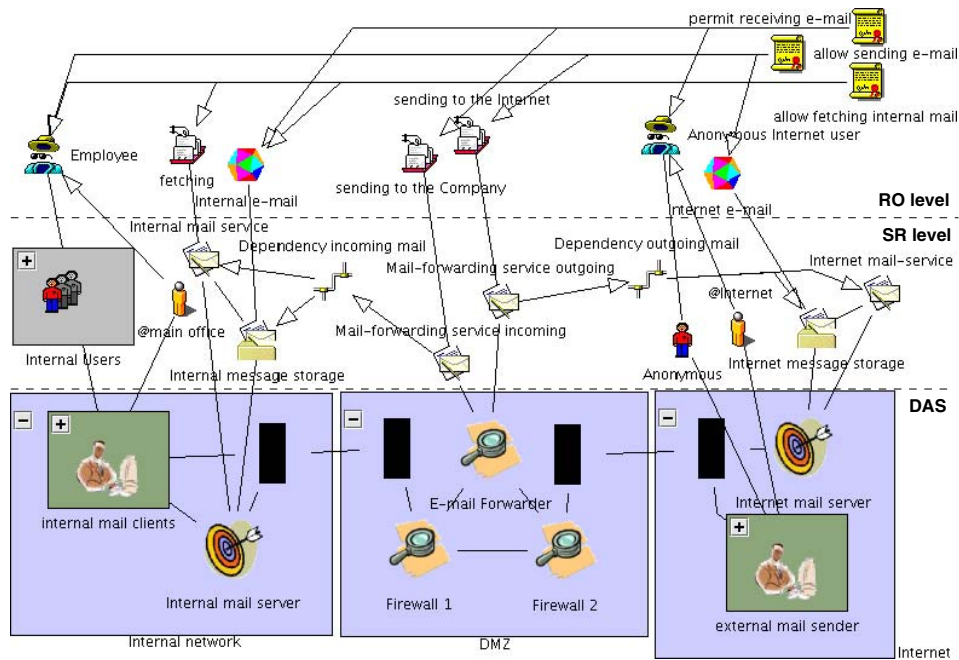 permit receiving e-mail
allow sending e-mail
sending to the Internet
allow fetching internal mail
Employee
Anonymous Internet user
fetching
sending to the Company
Internal e-mail
Internet e-mail
RO level
Internal mail service
SR level
Dependency incoming mail
Dependency outgoing mail
Mail-forwarding service outgoing
Internet mail-service
@Internet
@main office
Mail-forwarding service incoming
Internal Users
Internal message storage
Anonymous
Internet message storage
DAS
E-mail Forwarder
Internet mail server
internal mail clients
Internal mail server
Firewall 1
Firewall 2
external mail sender
Internal network
DMZ
Internet